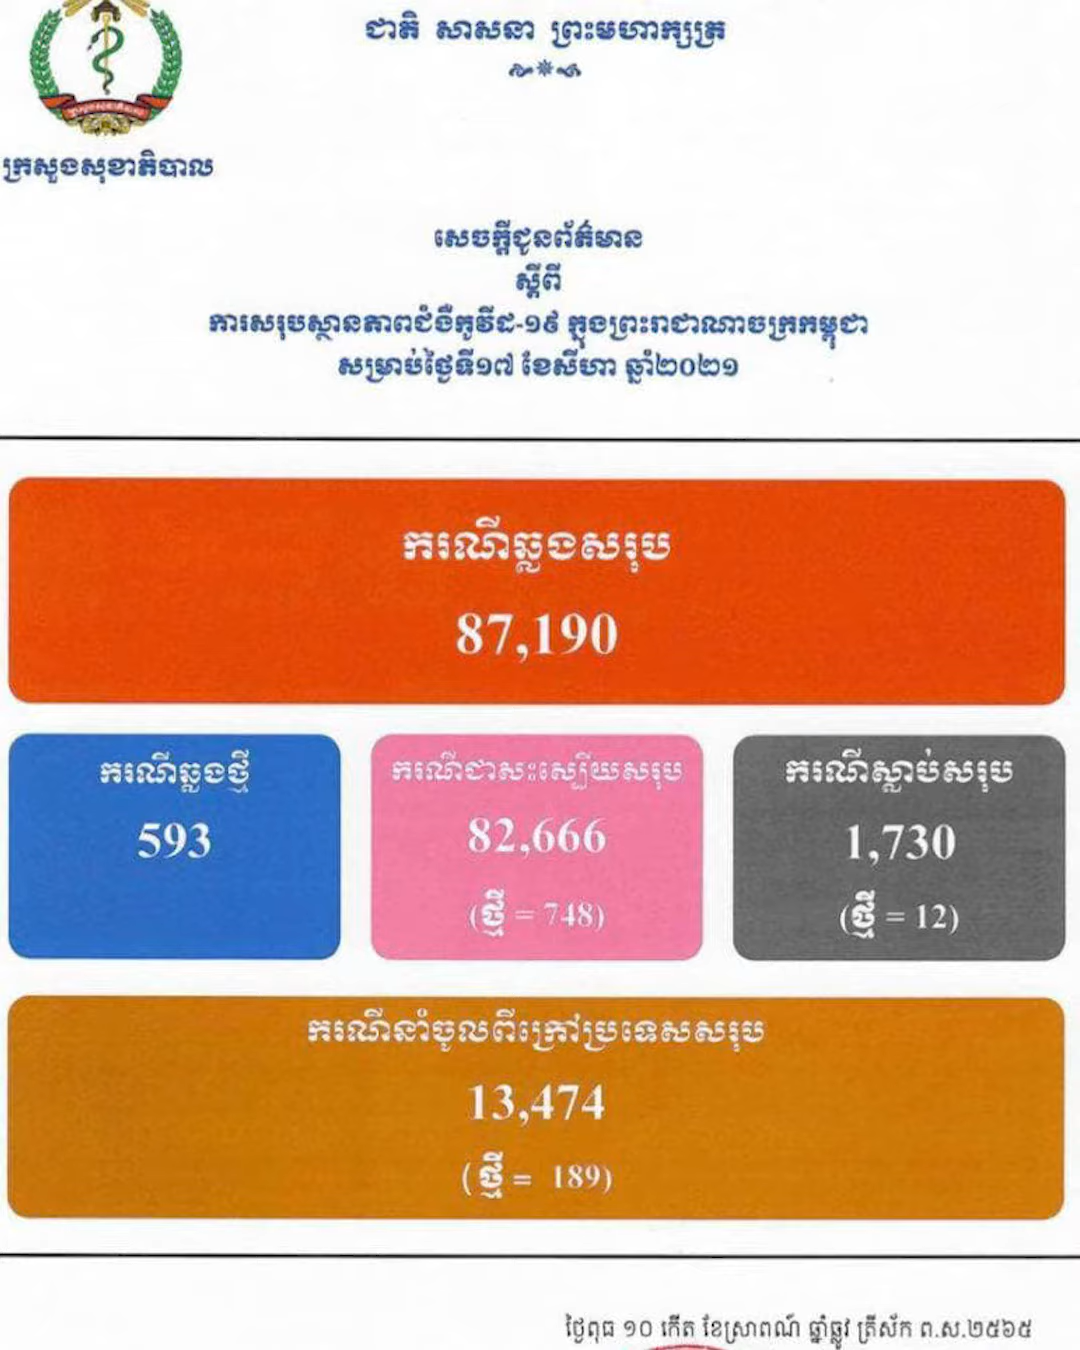 ជាតិ សាសនា ព្រះមហាក្សត្រ
ក្រសួងសុខាភិបាល
សេចក្តីជូនព័ត៌មាន
ស្តីពី
ការសរុបស្ថានភាពជំងឺកូវីដ-១៩ ក្នុងព្រះរាជាណាចក្រកម្ពុជា
សម្រាប់ថ្ងៃទី១៧ ខែសីហា ឆ្នាំ២០២១
ករណីឆ្លងសរុប
87,190
ករណីឆ្លងថ្មី
593
ករណីជាសះស្បើយសរុប
82,666
(ថ្មី = 748)
ករណីស្លាប់សរុប
1,730
(ថ្មី = 12)
ករណីនាំចូលពីក្រៅប្រទេសសរុប
13,474
(ថ្មី = 189)
ថ្ងៃពុធ ១០ កើត ខែស្រាពណ៍ ឆ្នាំឆ្លូវ ត្រីស័ក ព.ស.២៥៦៥